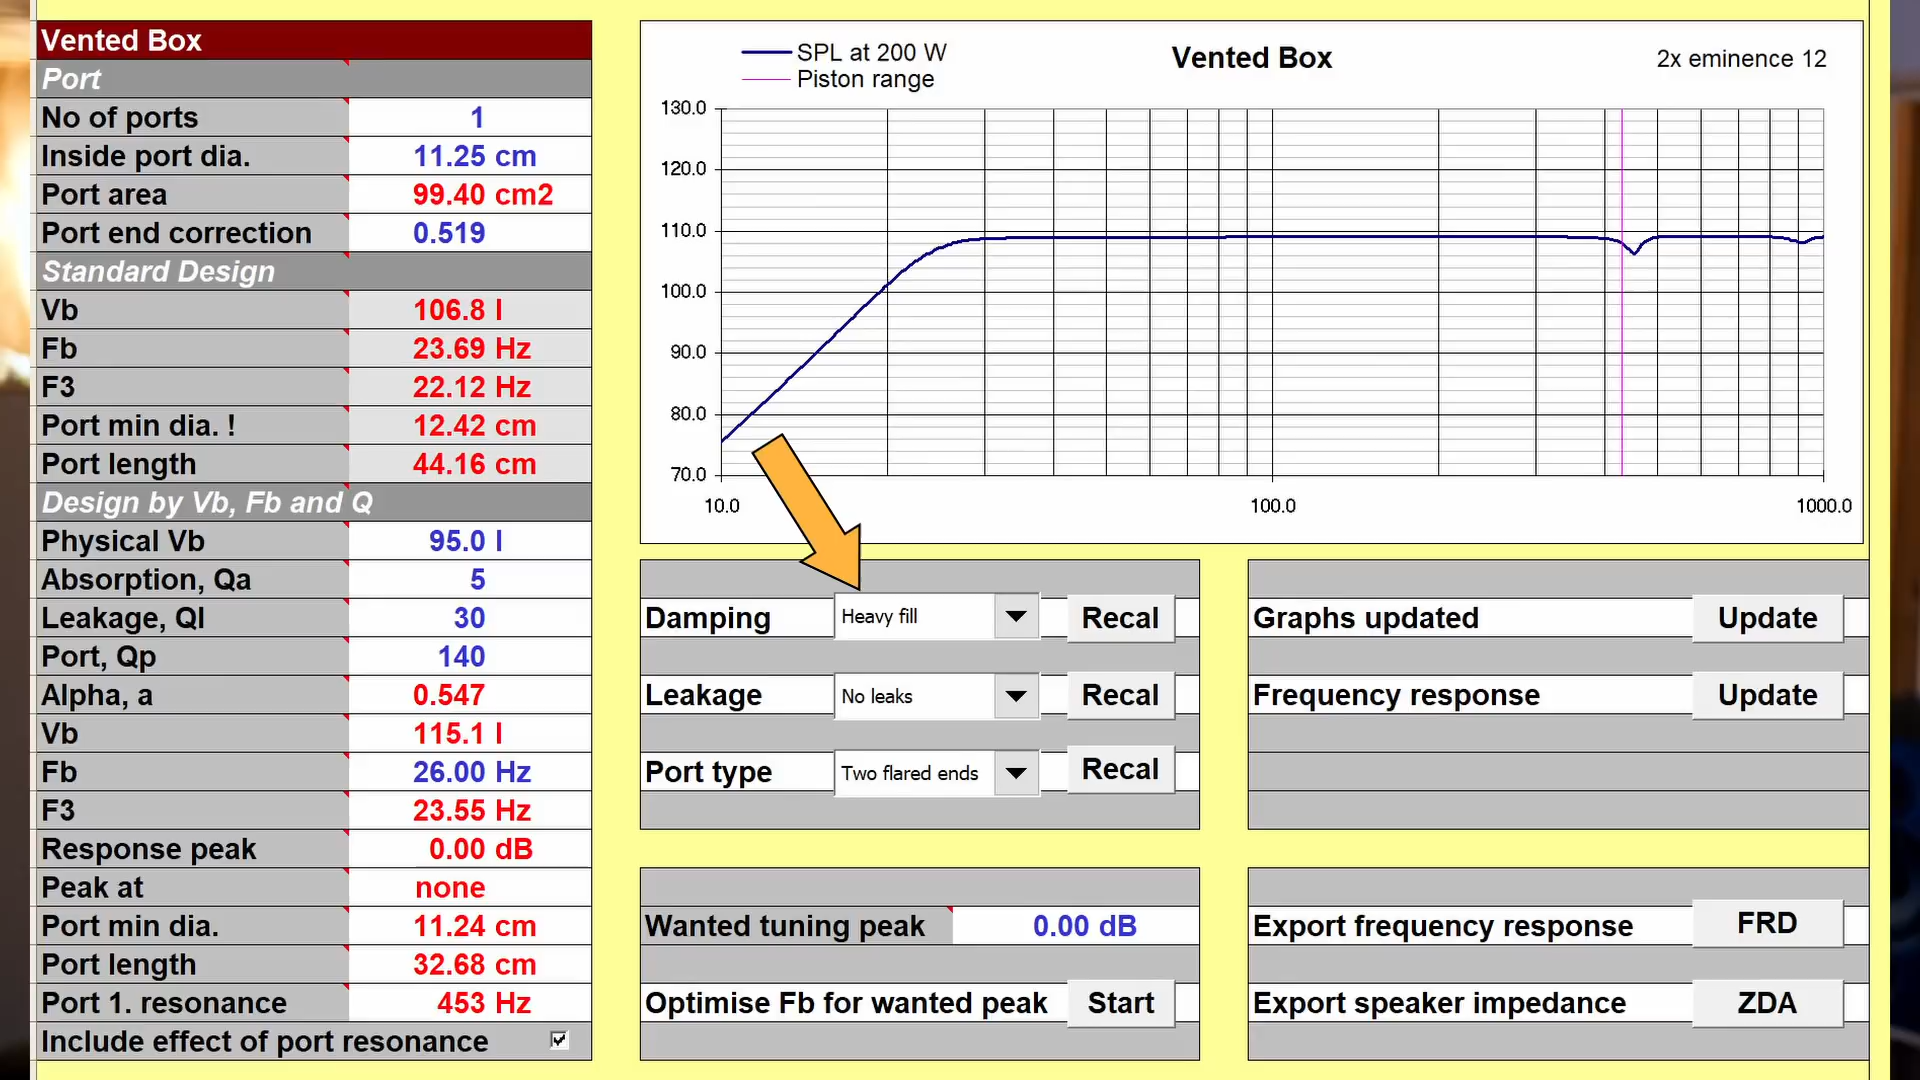 Vented Box
Port
No of ports 1
Inside port dia. 11.25 cm
Port area 99.40 cm2
Port end correction 0.519
Standard Design
Vb 106.8 l
Fb 23.69 Hz
F3 22.12 Hz
Port min dia. ! 12.42 cm
Port length 44.16 cm
Design by Vb, Fb and Q
Physical Vb 95.0 l
Absorption, Qa 5
Leakage, Ql 30
Port, Qp 140
Alpha, a 0.547
Vb 115.1 l
Fb 26.00 Hz
F3 23.55 Hz
Response peak 0.00 dB
Peak at none
Port min dia. 11.24 cm
Port length 32.68 cm
Port 1. resonance 453 Hz
Include effect of port resonance
SPL at 200 W
Piston range
Vented Box
2x eminence 12
130.0
120.0
110.0
100.0
90.0
80.0
70.0
10.0 100.0 1000.0
Damping Heavy fill Recal
Leakage No leaks Recal
Port type Two flared ends Recal
Graphs updated Update
Frequency response Update
Wanted tuning peak 0.00 dB
Optimise Fb for wanted peak Start
Export frequency response FRD
Export speaker impedance ZDA